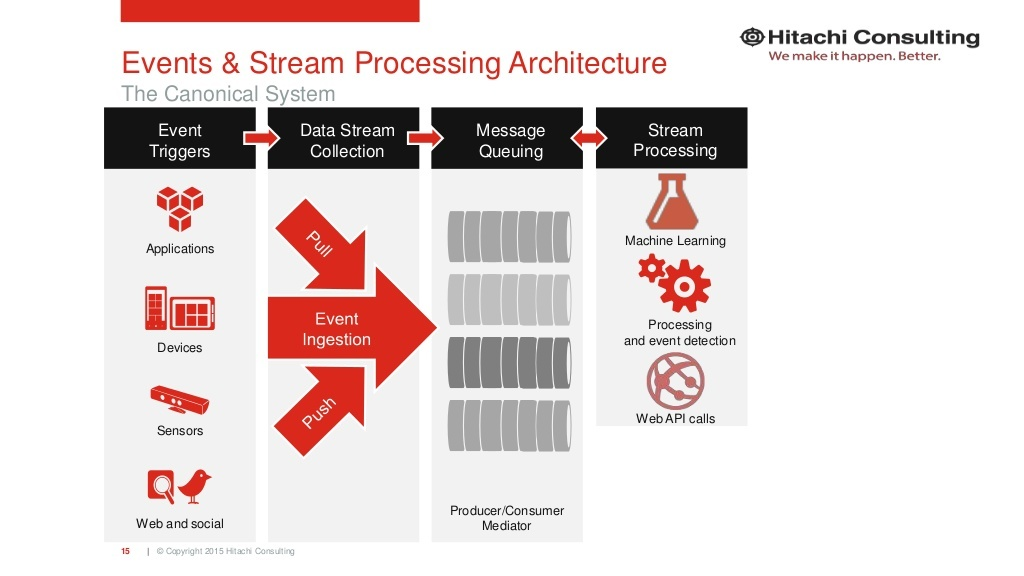 Hitachi Consulting
We make it happen. Better.
Events & Stream Processing Architecture
The Canonical System
Event
Triggers
Data Stream
Collection
Message
Queuing
Stream
Processing
Applications
Devices
Sensors
Web and social
Pull
Event
Ingestion
Push
Producer/Consumer
Mediator
Machine Learning
Processing
and event detection
Web API calls
15 | © Copyright 2015 Hitachi Consulting